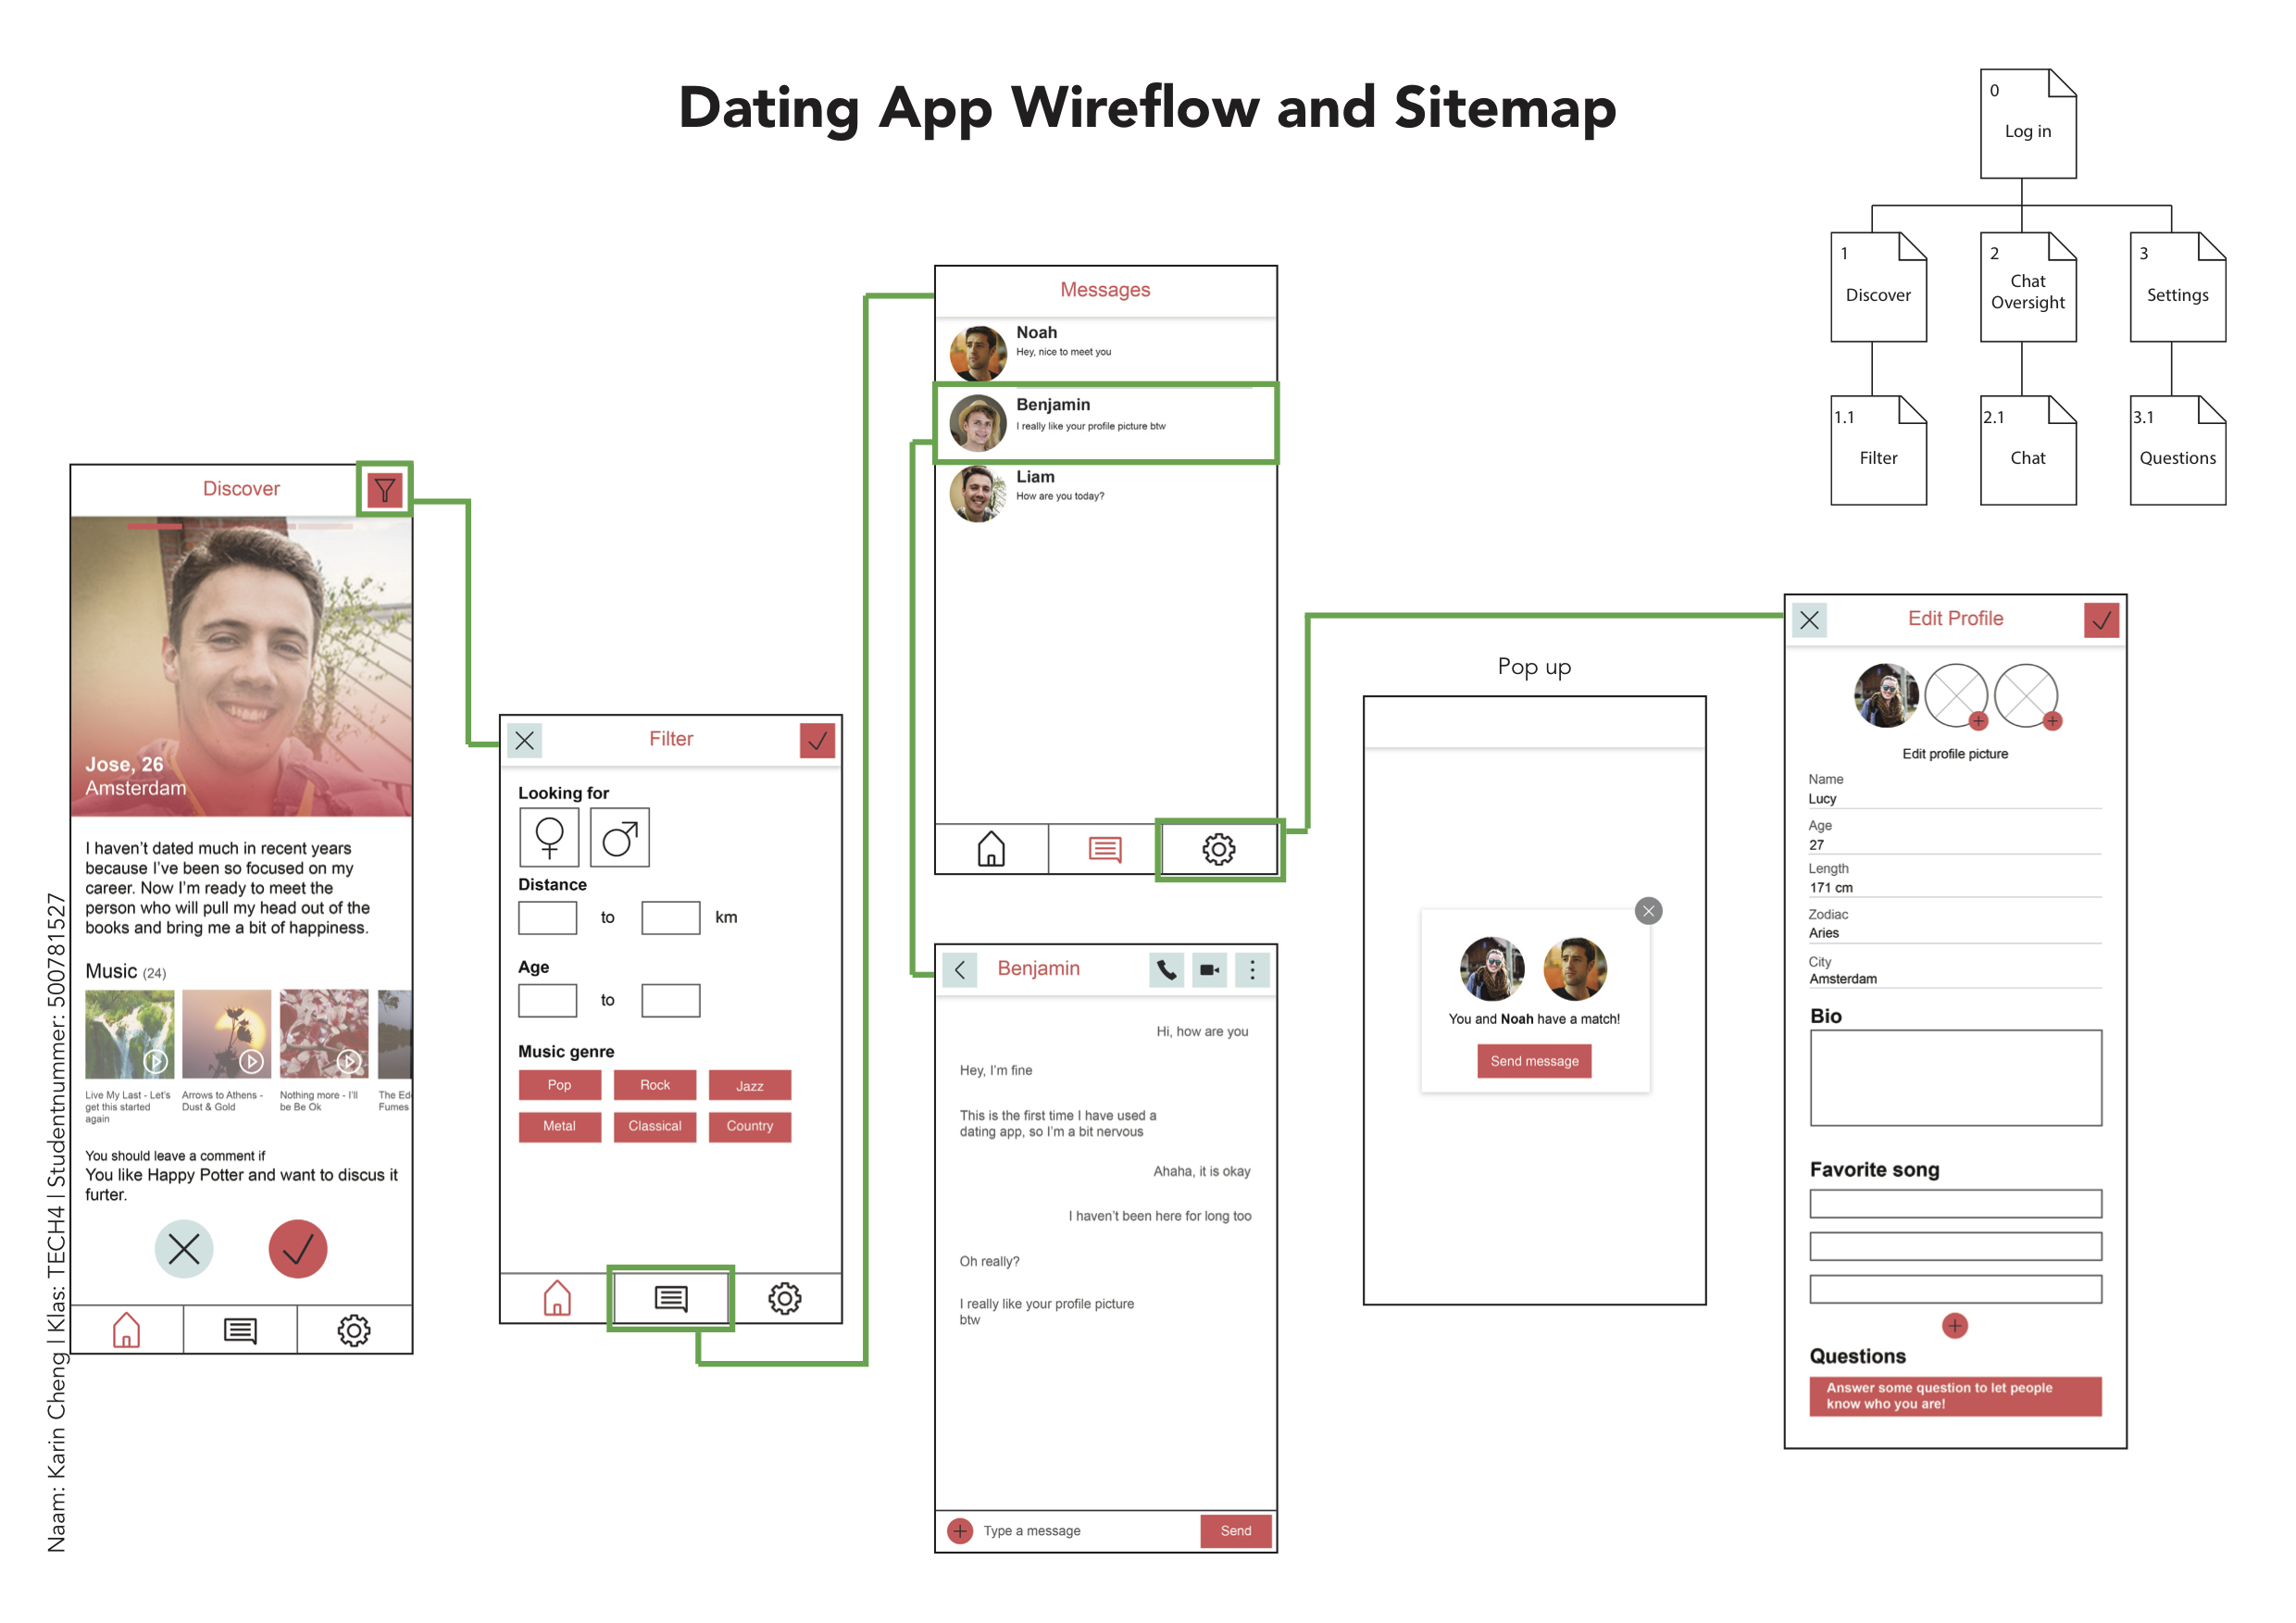 Dating App Wireflow and Sitemap
0
Log in
1
Discover
2
Chat
Oversight
3
Settings
1.1
Filter
2.1
Chat
3.1
Questions
Naam: Karin Cheng | Klas: TECH4 | Studentnummer: 500781527
Discover
Jose, 26
Amsterdam
I haven't dated much in recent years
because I've been so focused on my
career. Now I'm ready to meet the
person who will pull my head out of the
books and bring me a bit of happiness.
Music (24)
Live My Last - Let's
get this started
again
Arrows to Athens -
Dust & Gold
Nothing more - I'll
be Be Ok
The Ed
Fumes
You should leave a comment if
You like Happy Potter and want to discus it
furter.
Filter
Looking for
Distance
to km
Age
to
Music genre
Pop Rock Jazz
Metal Classical Country
Messages
Noah
Hey, nice to meet you
Benjamin
I really like your profile picture btw
Liam
How are you today?
Benjamin
Hi, how are you
Hey, I'm fine
This is the first time I have used a
dating app, so I'm a bit nervous
Ahaha, it is okay
I haven't been here for long too
Oh really?
I really like your profile picture
btw
Type a message Send
Pop up
You and Noah have a match!
Send message
Edit Profile
Edit profile picture
Name
Lucy
Age
27
Length
171 cm
Zodiac
Aries
City
Amsterdam
Bio
Favorite song
Questions
Answer some question to let people
know who you are!